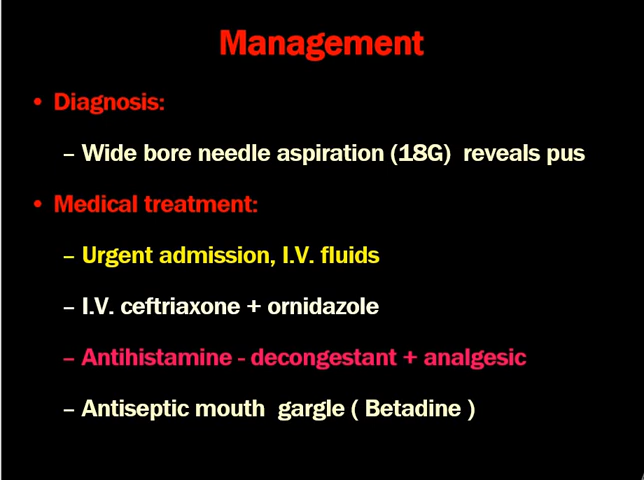 Management
• Diagnosis:
– Wide bore needle aspiration (18G) reveals pus
• Medical treatment:
– Urgent admission, I.V. fluids
– I.V. ceftriaxone + ornidazole
– Antihistamine - decongestant + analgesic
– Antiseptic mouth gargle ( Betadine )